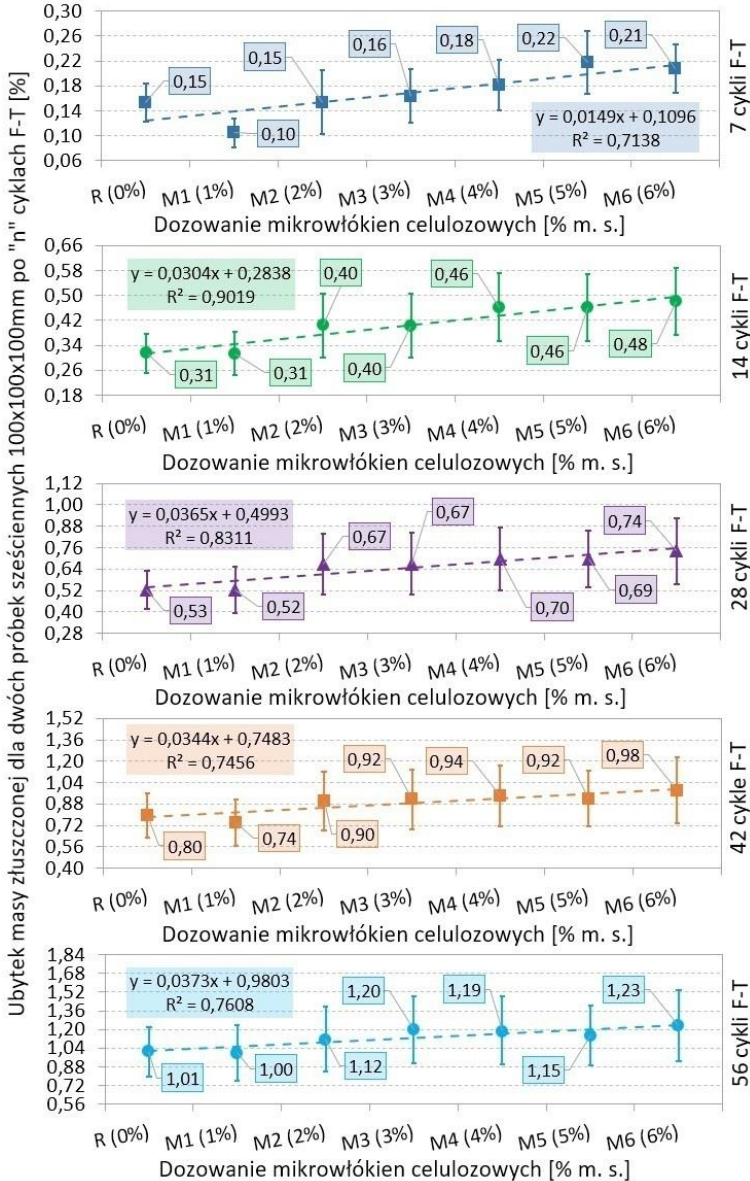 Ubytek masy złuszczonej dla dwóch próbek sześciennych 100x100x100mm po "n" cyklach F-T [%]
0,30
0,26
0,22
0,18
0,14
0,10
0,06
0,15
0,10
0,15
0,16
0,18
0,22
0,21
y = 0,0149x + 0,1096
R² = 0,7138
7 cykli F-T
R (0%) M1 (1%) M2 (2%) M3 (3%) M4 (4%) M5 (5%) M6 (6%)
Dozowanie mikrowłókien celulozowych [% m. s.]
0,66
0,58
0,50
0,42
0,34
0,26
0,18
y = 0,0304x + 0,2838
R² = 0,9019
0,31
0,31
0,40
0,40
0,46
0,46
0,48
14 cykli F-T
R (0%) M1 (1%) M2 (2%) M3 (3%) M4 (4%) M5 (5%) M6 (6%)
Dozowanie mikrowłókien celulozowych [% m. s.]
1,12
1,00
0,88
0,76
0,64
0,52
0,40
0,28
y = 0,0365x + 0,4993
R² = 0,8311
0,53
0,52
0,67
0,67
0,70
0,69
0,74
28 cykli F-T
R (0%) M1 (1%) M2 (2%) M3 (3%) M4 (4%) M5 (5%) M6 (6%)
Dozowanie mikrowłókien celulozowych [% m. s.]
1,52
1,36
1,20
1,04
0,88
0,72
0,56
0,40
y = 0,0344x + 0,7483
R² = 0,7456
0,80
0,74
0,90
0,92
0,94
0,92
0,98
42 cykle F-T
R (0%) M1 (1%) M2 (2%) M3 (3%) M4 (4%) M5 (5%) M6 (6%)
Dozowanie mikrowłókien celulozowych [% m. s.]
1,84
1,68
1,52
1,36
1,20
1,04
0,88
0,72
0,56
y = 0,0373x + 0,9803
R² = 0,7608
1,01
1,00
1,12
1,20
1,19
1,15
1,23
56 cykli F-T
R (0%) M1 (1%) M2 (2%) M3 (3%) M4 (4%) M5 (5%) M6 (6%)
Dozowanie mikrowłókien celulozowych [% m. s.]